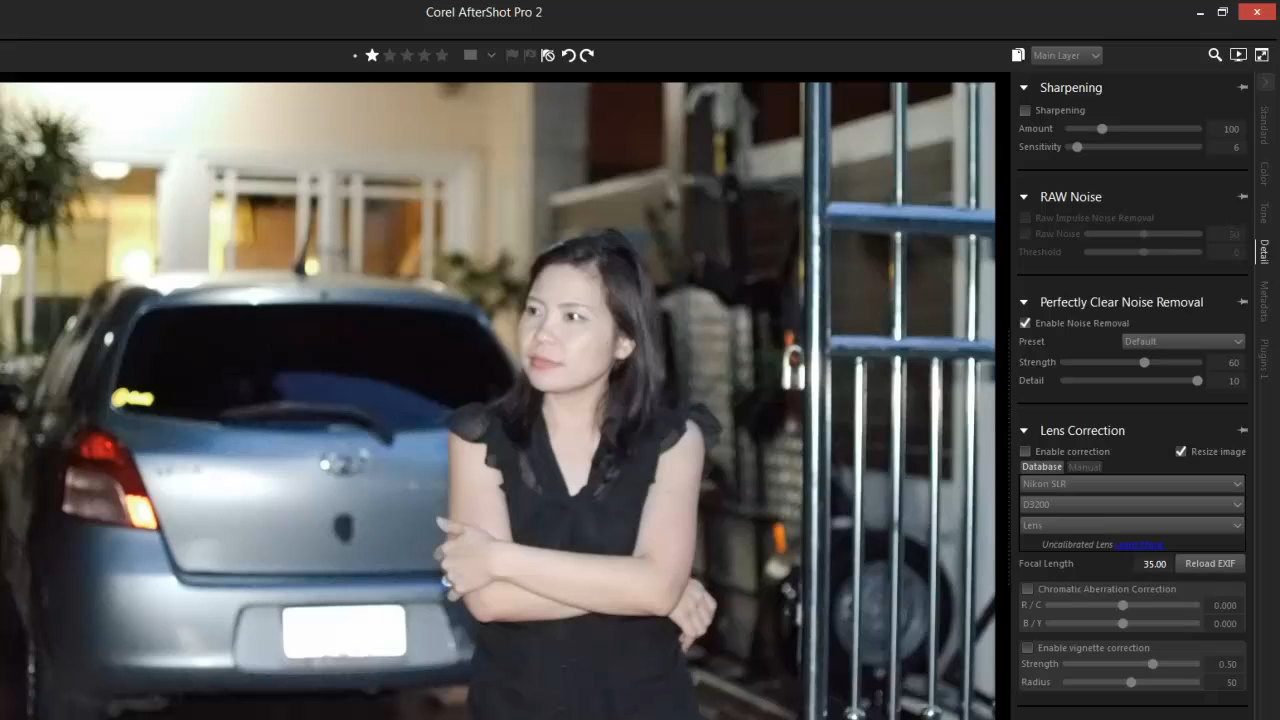 Corel AfterShot Pro 2
Main Layer
Sharpening
Sharpening
Amount 100
Sensitivity 6
RAW Noise
Raw Impulse Noise Removal
Raw Noise 50
Threshold 0
Perfectly Clear Noise Removal
Enable Noise Removal
Preset Default
Strength 60
Detail 10
Lens Correction
Enable correction Resize image
Database Manual
Nikon SLR
D3200
Lens
Uncalibrated Lens Learn More
Focal Length 35.00 Reload EXIF
Chromatic Aberration Correction
R / C 0.000
B / Y 0.000
Enable vignette correction
Strength 0.50
Radius 50
Standard
Color
Tone
Detail
Metadata
Plugins 1